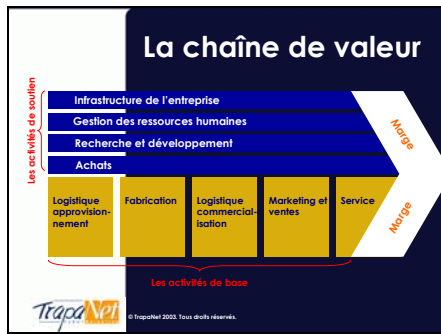 La chaîne de valeur
Les activités de soutien
Infrastructure de l'entreprise
Gestion des ressources humaines
Recherche et développement
Achats
Marge
Logistique
approvision-
nement
Fabrication
Logistique
commercial-
isation
Marketing et
ventes
Service
Marge
Les activités de base
TrapaNet
© TrapaNet 2003. Tous droits réservés.